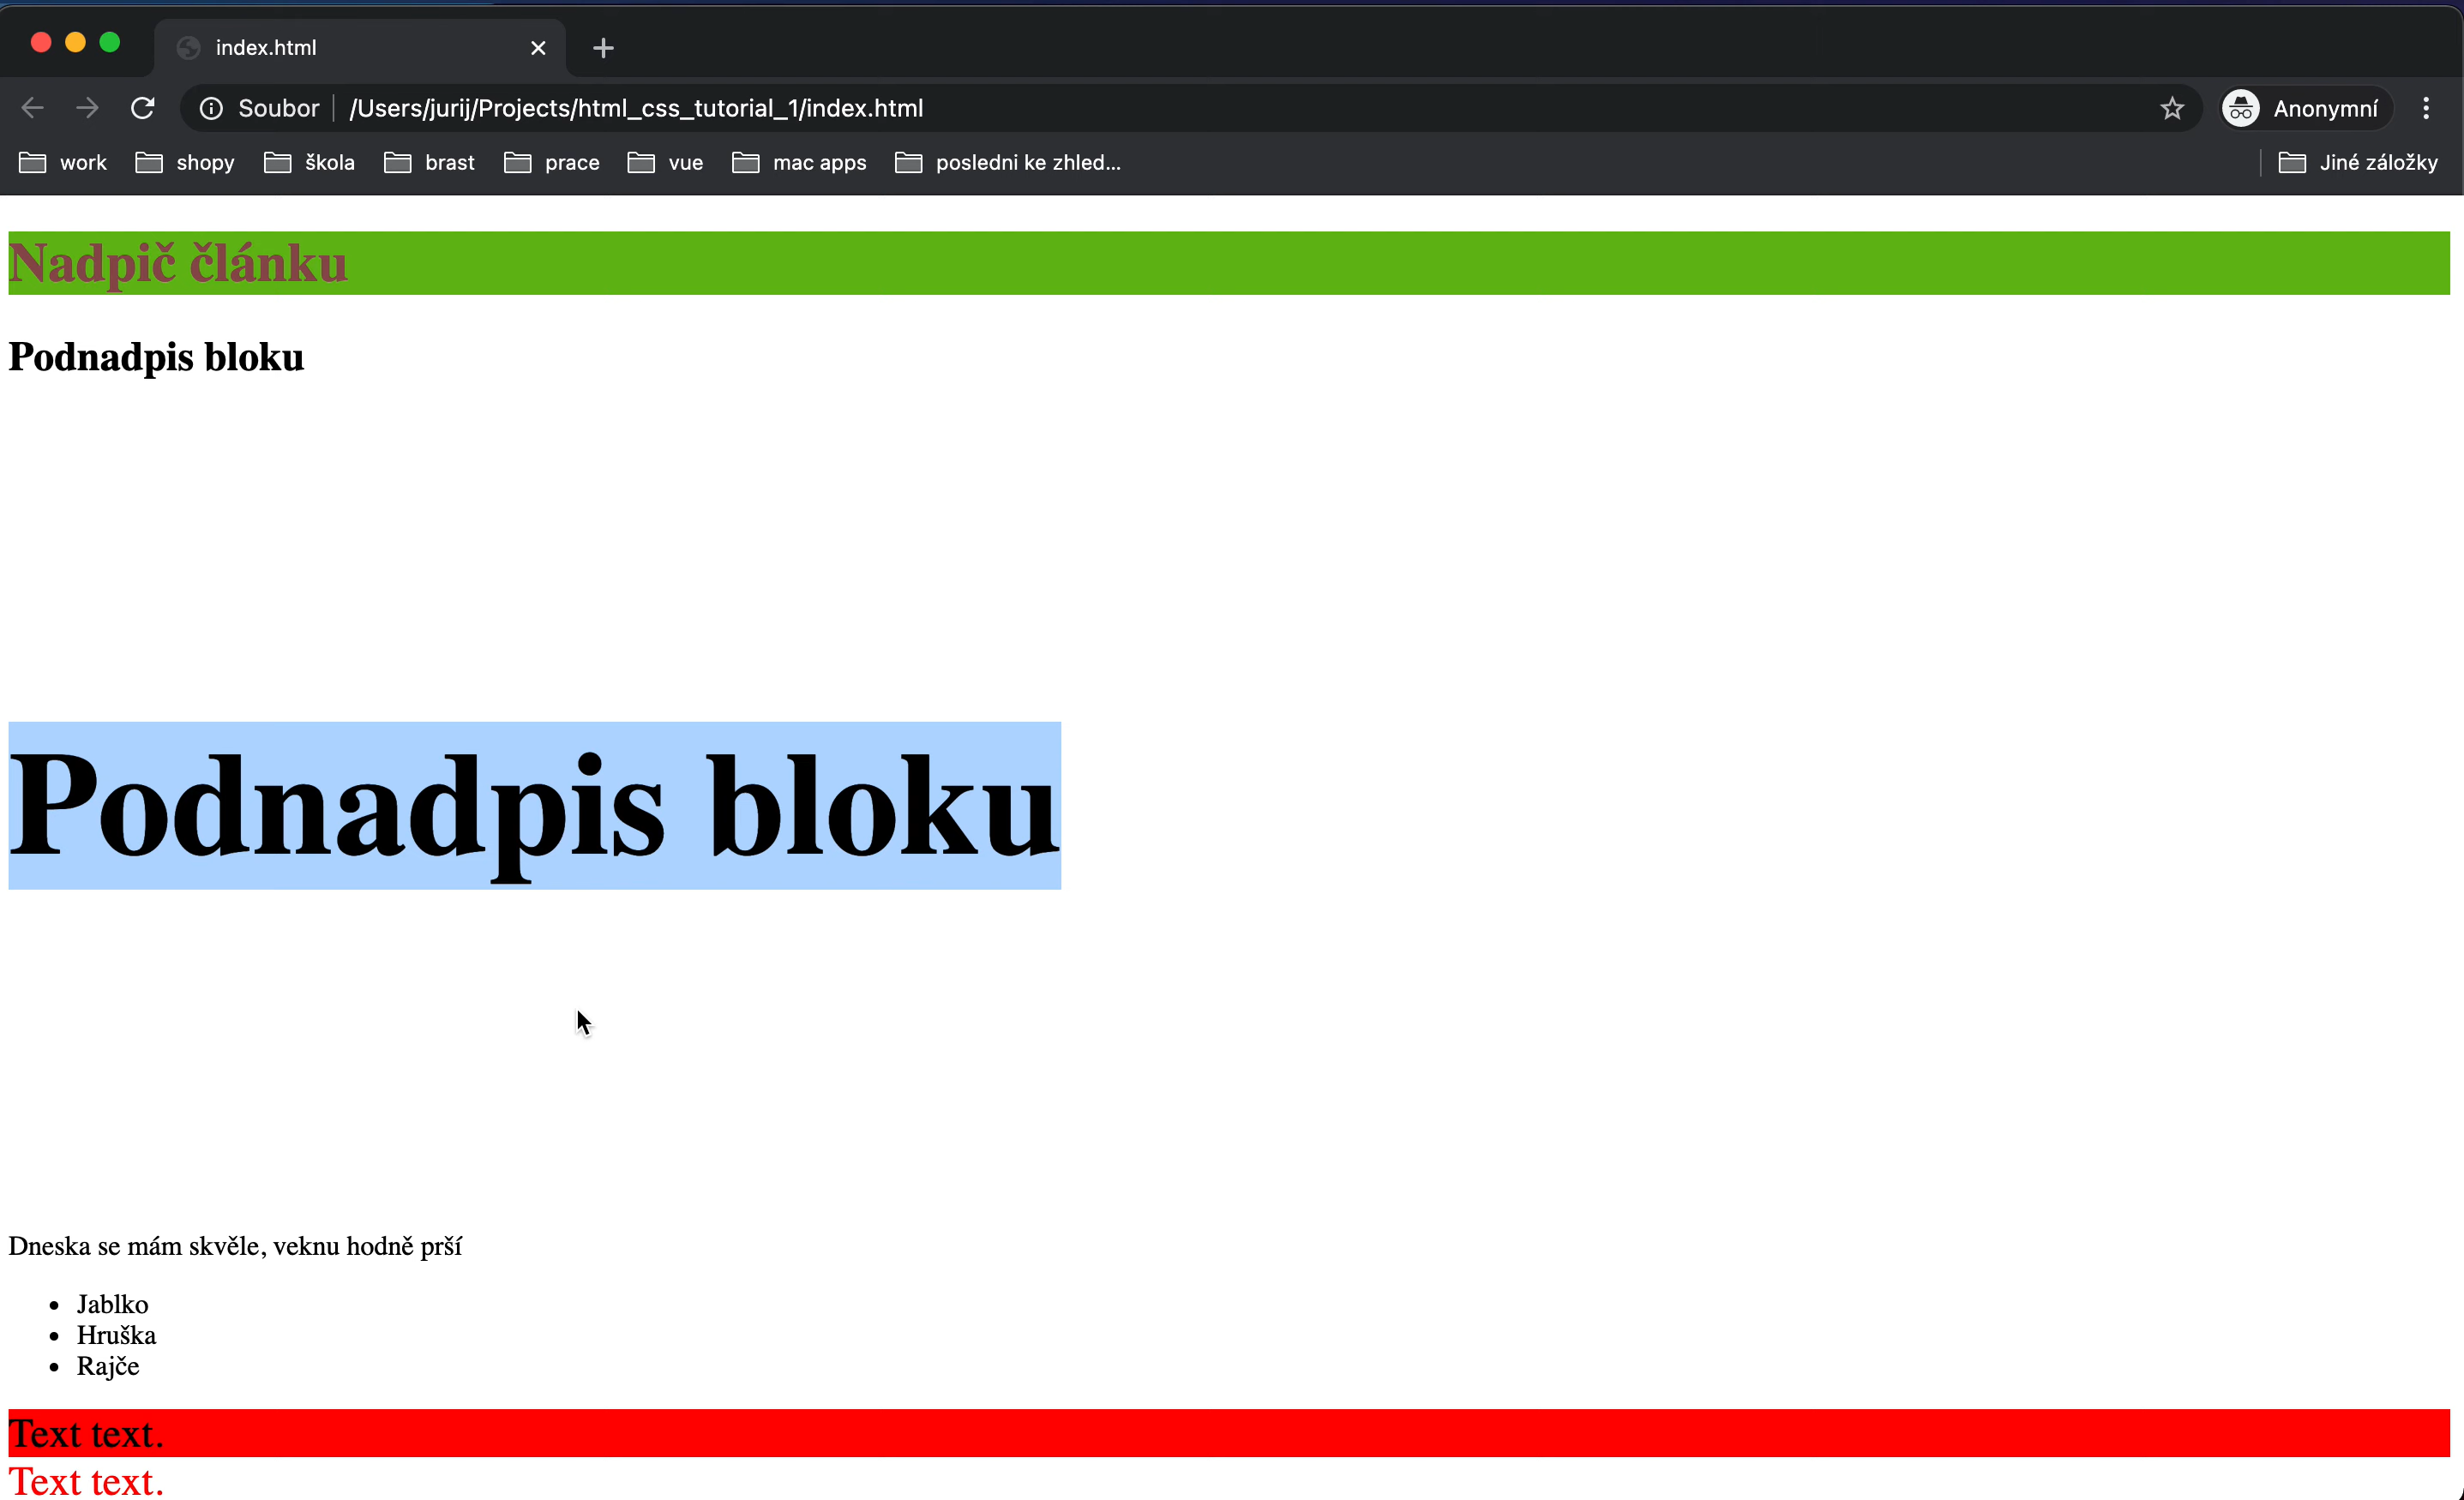 index.html
Soubor /Users/jurij/Projects/html_css_tutorial_1/index.html Anonymní
work shopy škola brast prace vue mac apps posledni ke zhled... Jiné záložky
Nadpič článku
Podnadpis bloku
Podnadpis bloku
Dneska se mám skvěle, veknu hodně prší
• Jablko
• Hruška
• Rajče
Text text.
Text text.